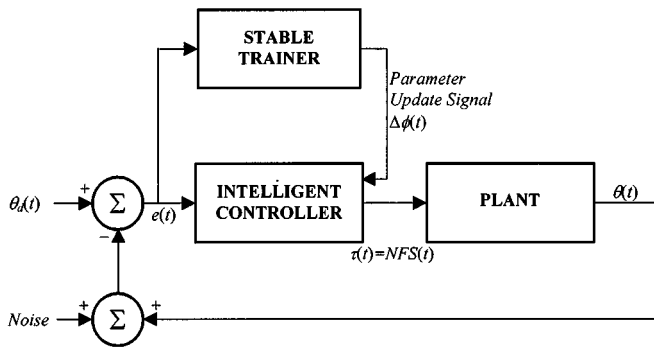 STABLE
TRAINER
Parameter
Update Signal
Δϕ(t)
θd(t)
+
Σ
−
e(t)
INTELLIGENT
CONTROLLER
τ(t)=NFS(t)
PLANT
θ(t)
Noise
+
Σ
+